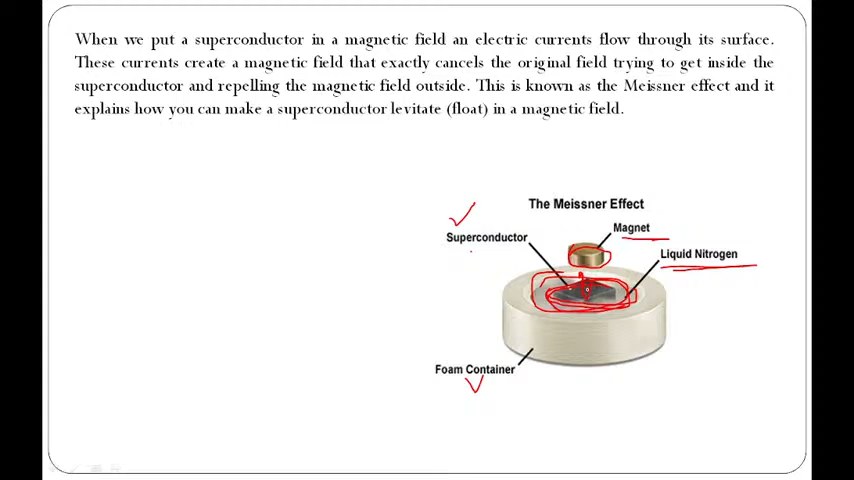 When we put a superconductor in a magnetic field an electric currents flow through its surface.
These currents create a magnetic field that exactly cancels the original field trying to get inside the
superconductor and repelling the magnetic field outside. This is known as the Meissner effect and it
explains how you can make a superconductor levitate (float) in a magnetic field.
The Meissner Effect
Magnet
Superconductor
Liquid Nitrogen
Foam Container